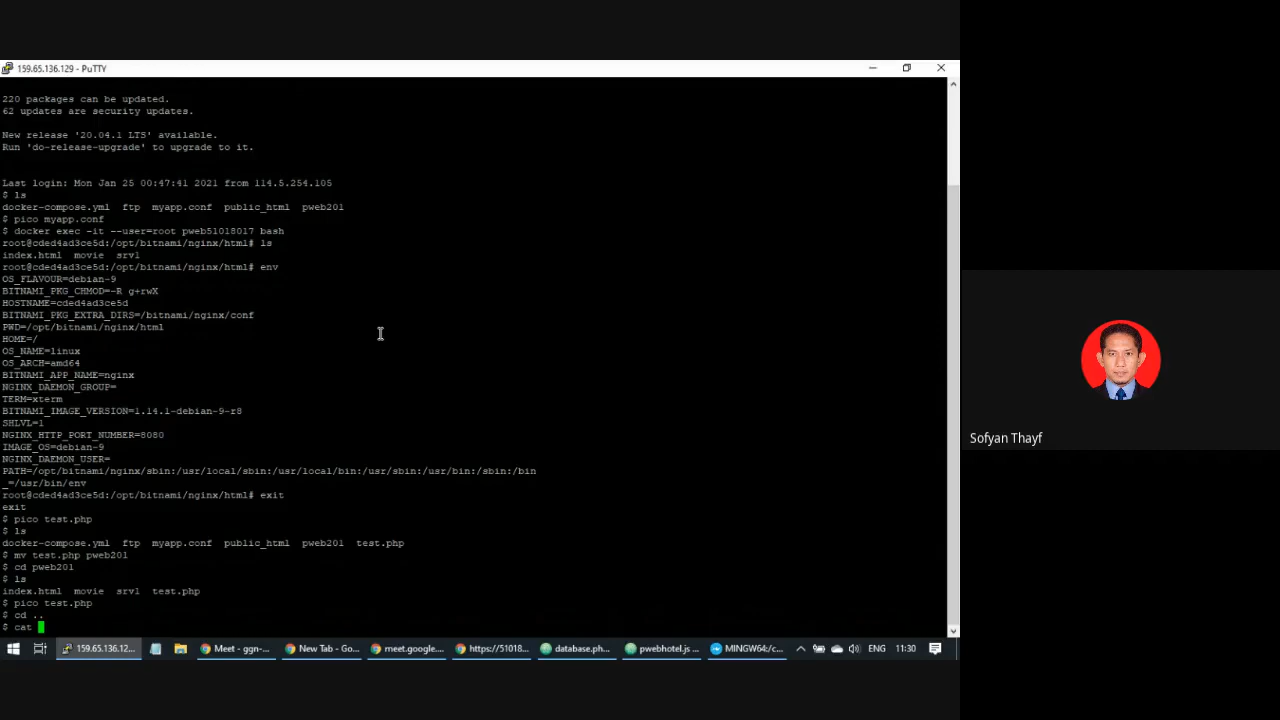 159.65.136.129 - PuTTY
220 packages can be updated.
62 updates are security updates.
New release '20.04.1 LTS' available.
Run 'do-release-upgrade' to upgrade to it.
Last login: Mon Jan 25 00:47:41 2021 from 114.5.254.105
$ ls
docker-compose.yml  ftp  myapp.conf  public_html  pweb201
$ pico myapp.conf
$ docker exec -it --user=root pweb51018017 bash
root@cded4ad3ce5d:/opt/bitnami/nginx/html# ls
index.html  movie  srv1
root@cded4ad3ce5d:/opt/bitnami/nginx/html# env
OS_FLAVOUR=debian-9
BITNAMI_PKG_CHMOD=-R g+rwX
HOSTNAME=cded4ad3ce5d
BITNAMI_PKG_EXTRA_DIRS=/bitnami/nginx/conf
PWD=/opt/bitnami/nginx/html
HOME=/
OS_NAME=linux
OS_ARCH=amd64
BITNAMI_APP_NAME=nginx
NGINX_DAEMON_GROUP=
TERM=xterm
BITNAMI_IMAGE_VERSION=1.14.1-debian-9-r8
SHLVL=1
NGINX_HTTP_PORT_NUMBER=8080
IMAGE_OS=debian-9
NGINX_DAEMON_USER=
PATH=/opt/bitnami/nginx/sbin:/usr/local/sbin:/usr/local/bin:/usr/sbin:/usr/bin:/sbin:/bin
_=/usr/bin/env
root@cded4ad3ce5d:/opt/bitnami/nginx/html# exit
exit
$ pico test.php
$ ls
docker-compose.yml  ftp  myapp.conf  public_html  pweb201  test.php
$ mv test.php pweb201
$ cd pweb201
$ ls
index.html  movie  srv1  test.php
$ pico test.php
$ cd ..
$ cat
Sofyan Thayf
159.65.136.12... Meet - ggn-... New Tab - Go... meet.google.... https://51018... database.ph... pwebhotel.js ... MINGW64:/c... ENG 11:30